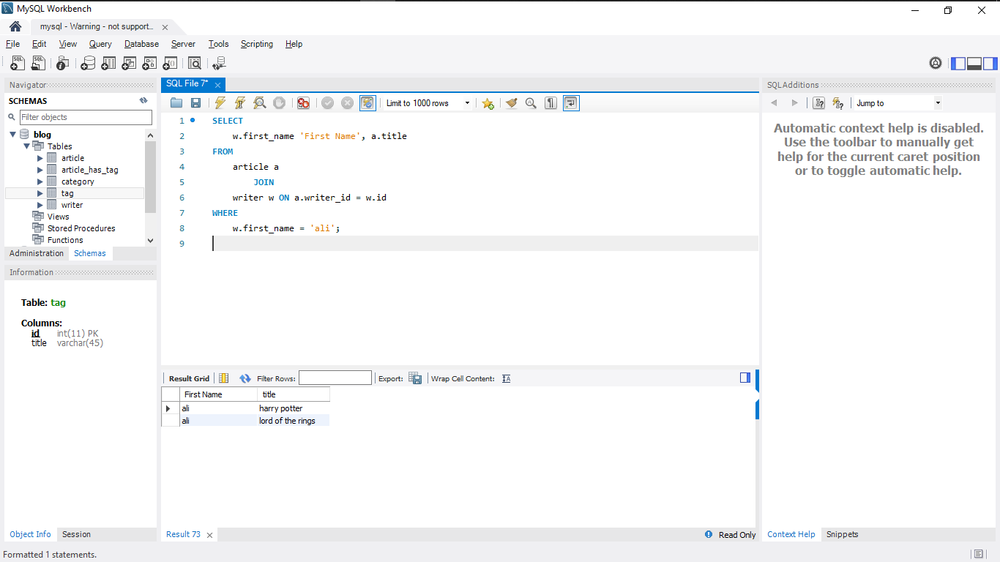 MySQL Workbench
mysql - Warning - not support...
File Edit View Query Database Server Tools Scripting Help
Navigator
SCHEMAS
Filter objects
blog
Tables
article
article_has_tag
category
tag
writer
Views
Stored Procedures
Functions
Administration Schemas
Information
Table: tag
Columns:
id int(11) PK
title varchar(45)
Object Info Session
SQL File 7*
Limit to 1000 rows
1 SELECT
2 w.first_name 'First Name', a.title
3 FROM
4 article a
5 JOIN
6 writer w ON a.writer_id = w.id
7 WHERE
8 w.first_name = 'ali';
9
Result Grid Filter Rows: Export: Wrap Cell Content:
First Name title
ali harry potter
ali lord of the rings
Result 73 Read Only
SQLAdditions
Jump to
Automatic context help is disabled.
Use the toolbar to manually get
help for the current caret position
or to toggle automatic help.
Context Help Snippets
Formatted 1 statements.